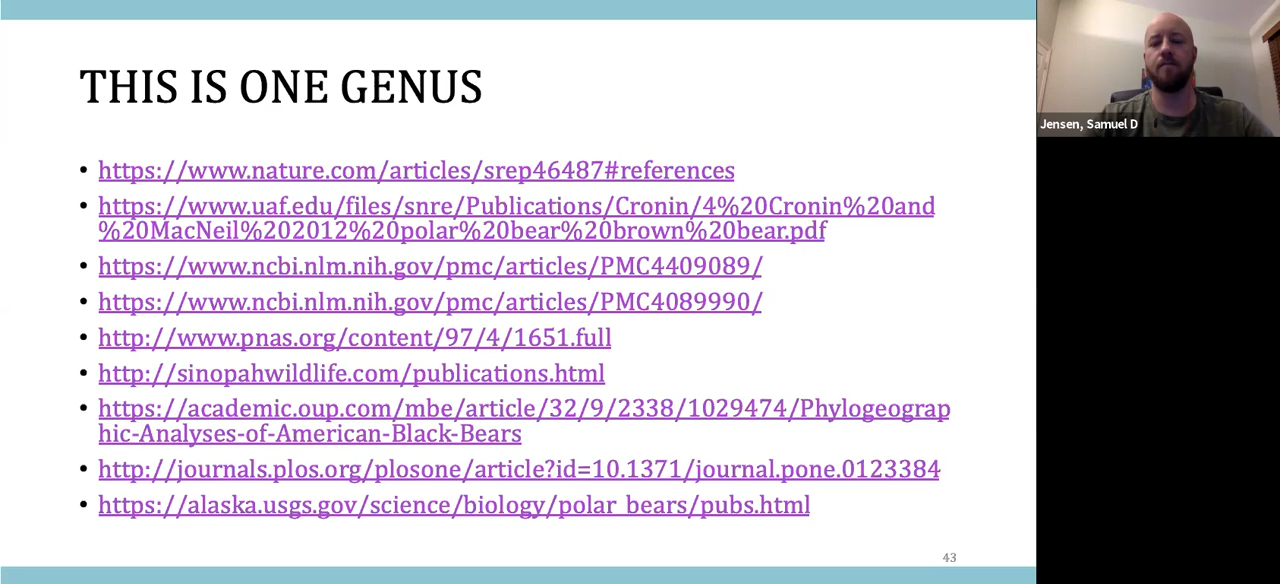 THIS IS ONE GENUS
• https://www.nature.com/articles/srep46487#references
• https://www.uaf.edu/files/snre/Publications/Cronin/4%20Cronin%20and
%20MacNeil%202012%20polar%20bear%20brown%20bear.pdf
• https://www.ncbi.nlm.nih.gov/pmc/articles/PMC4409089/
• https://www.ncbi.nlm.nih.gov/pmc/articles/PMC4089990/
• http://www.pnas.org/content/97/4/1651.full
• http://sinopahwildlife.com/publications.html
• https://academic.oup.com/mbe/article/32/9/2338/1029474/Phylogeograp
hic-Analyses-of-American-Black-Bears
• http://journals.plos.org/plosone/article?id=10.1371/journal.pone.0123384
• https://alaska.usgs.gov/science/biology/polar_bears/pubs.html
43
Jensen, Samuel D